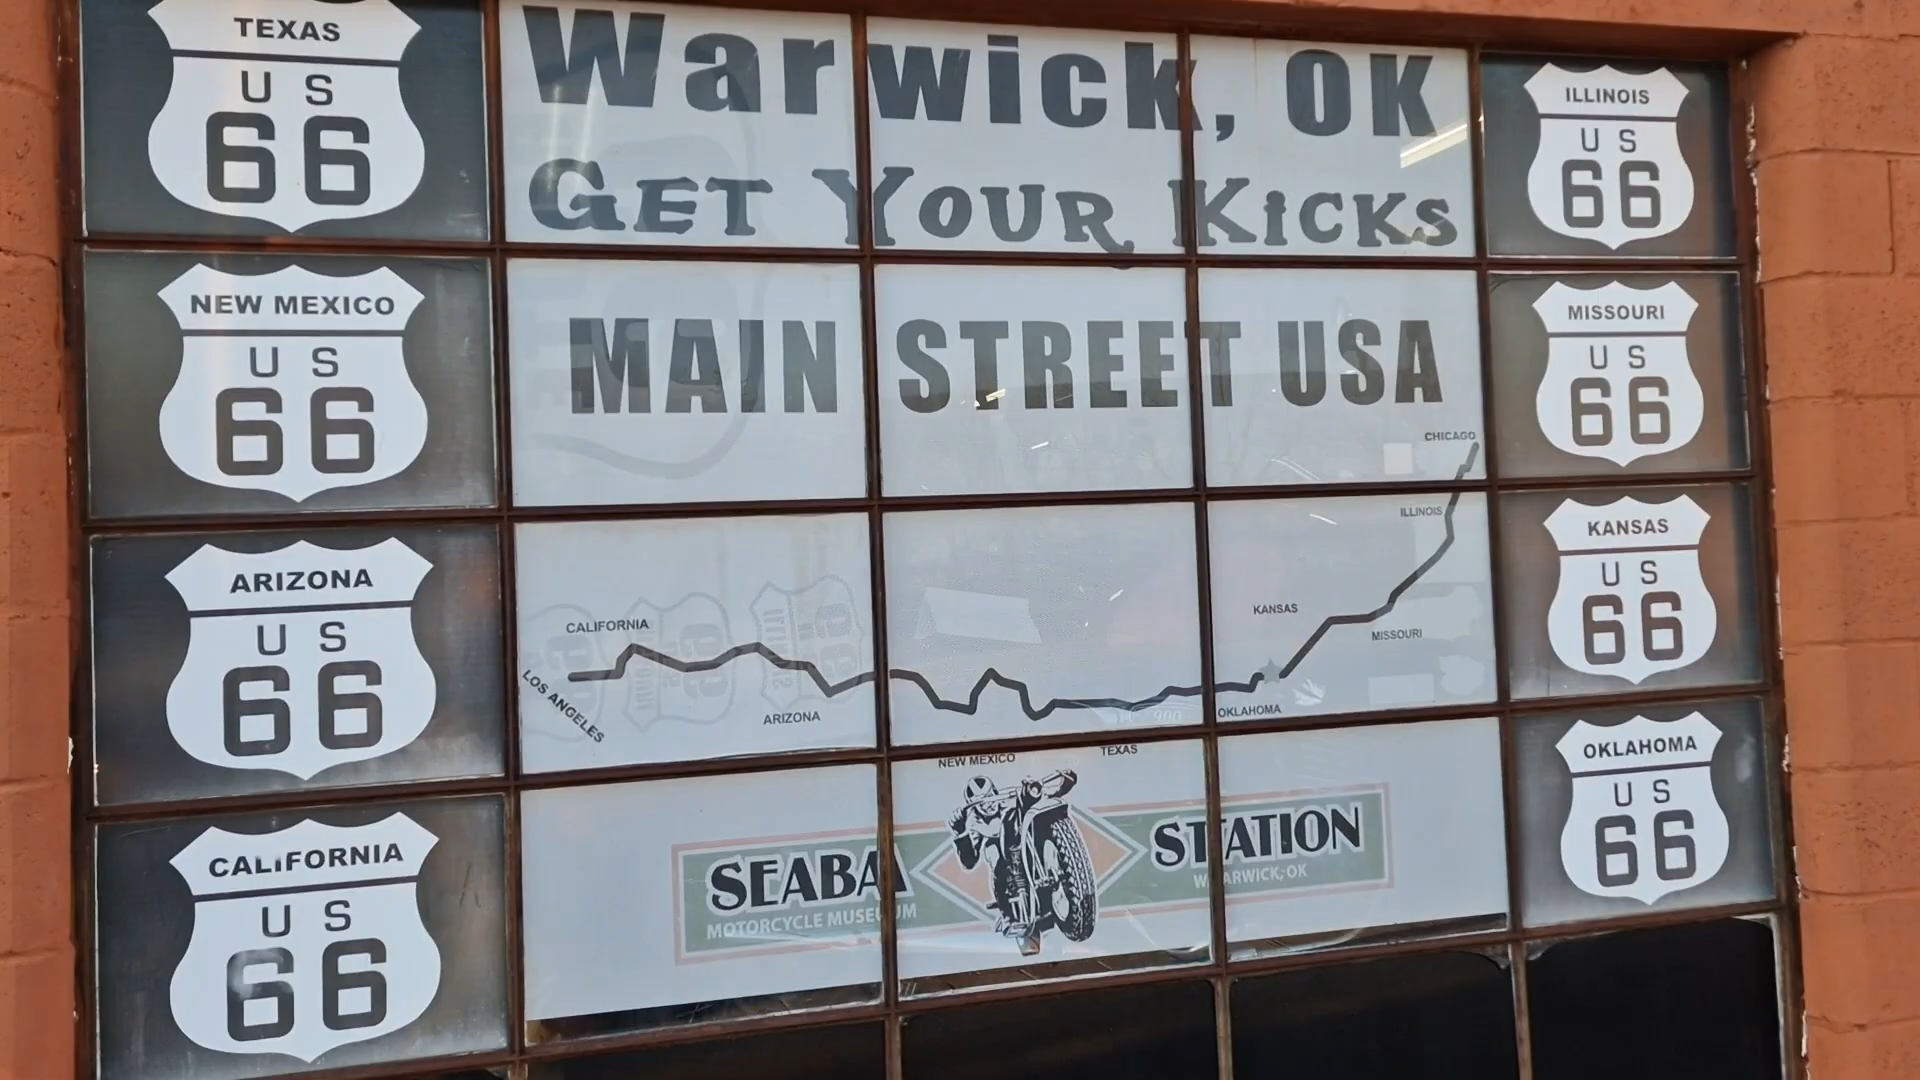 TEXAS
US
66
NEW MEXICO
US
66
ARIZONA
US
66
CALIFORNIA
US
66
Warwick, OK
GET YOUR KICKS
MAIN STREET USA
CHICAGO
ILLINOIS
KANSAS
MISSOURI
CALIFORNIA
LOS ANGELES
ARIZONA
OKLAHOMA
NEW MEXICO
TEXAS
SEABA STATION
MOTORCYCLE MUSEUM
WARWICK, OK
ILLINOIS
US
66
MISSOURI
US
66
KANSAS
US
66
OKLAHOMA
US
66